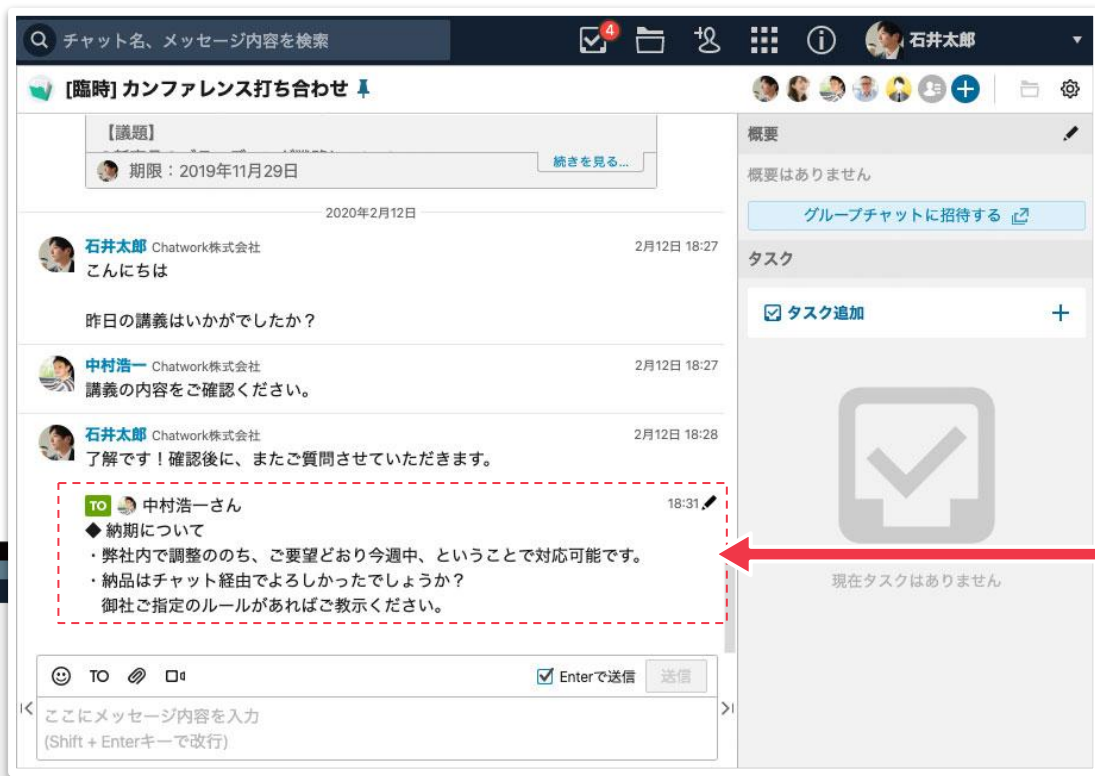 チャット名、メッセージ内容を検索
4
石井太郎
[臨時] カンファレンス打ち合わせ
【議題】
期限：2019年11月29日
続きを見る...
2020年2月12日
石井太郎 Chatwork株式会社 2月12日 18:27
こんにちは
昨日の講義はいかがでしたか？
中村浩一 Chatwork株式会社 2月12日 18:27
講義の内容をご確認ください。
石井太郎 Chatwork株式会社 2月12日 18:28
了解です！確認後に、またご質問させていただきます。
TO 中村浩一さん 18:31
◆ 納期について
・弊社内で調整ののち、ご要望どおり今週中、ということで対応可能です。
・納品はチャット経由でよろしかったでしょうか？
御社ご指定のルールがあればご教示ください。
TO
Enterで送信 送信
ここにメッセージ内容を入力
(Shift + Enterキーで改行)
概要
概要はありません
グループチャットに招待する
タスク
タスク追加
現在タスクはありません